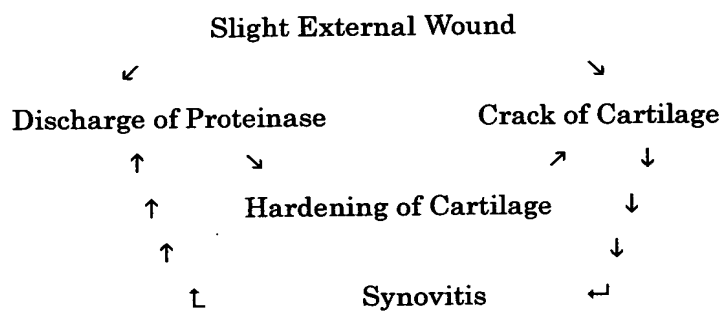 Slight External Wound
↙ ↘
Discharge of Proteinase Crack of Cartilage
↑ ↘ ↗ ↓
↑ Hardening of Cartilage ↓
↑ ↓
↥ Synovitis ↵